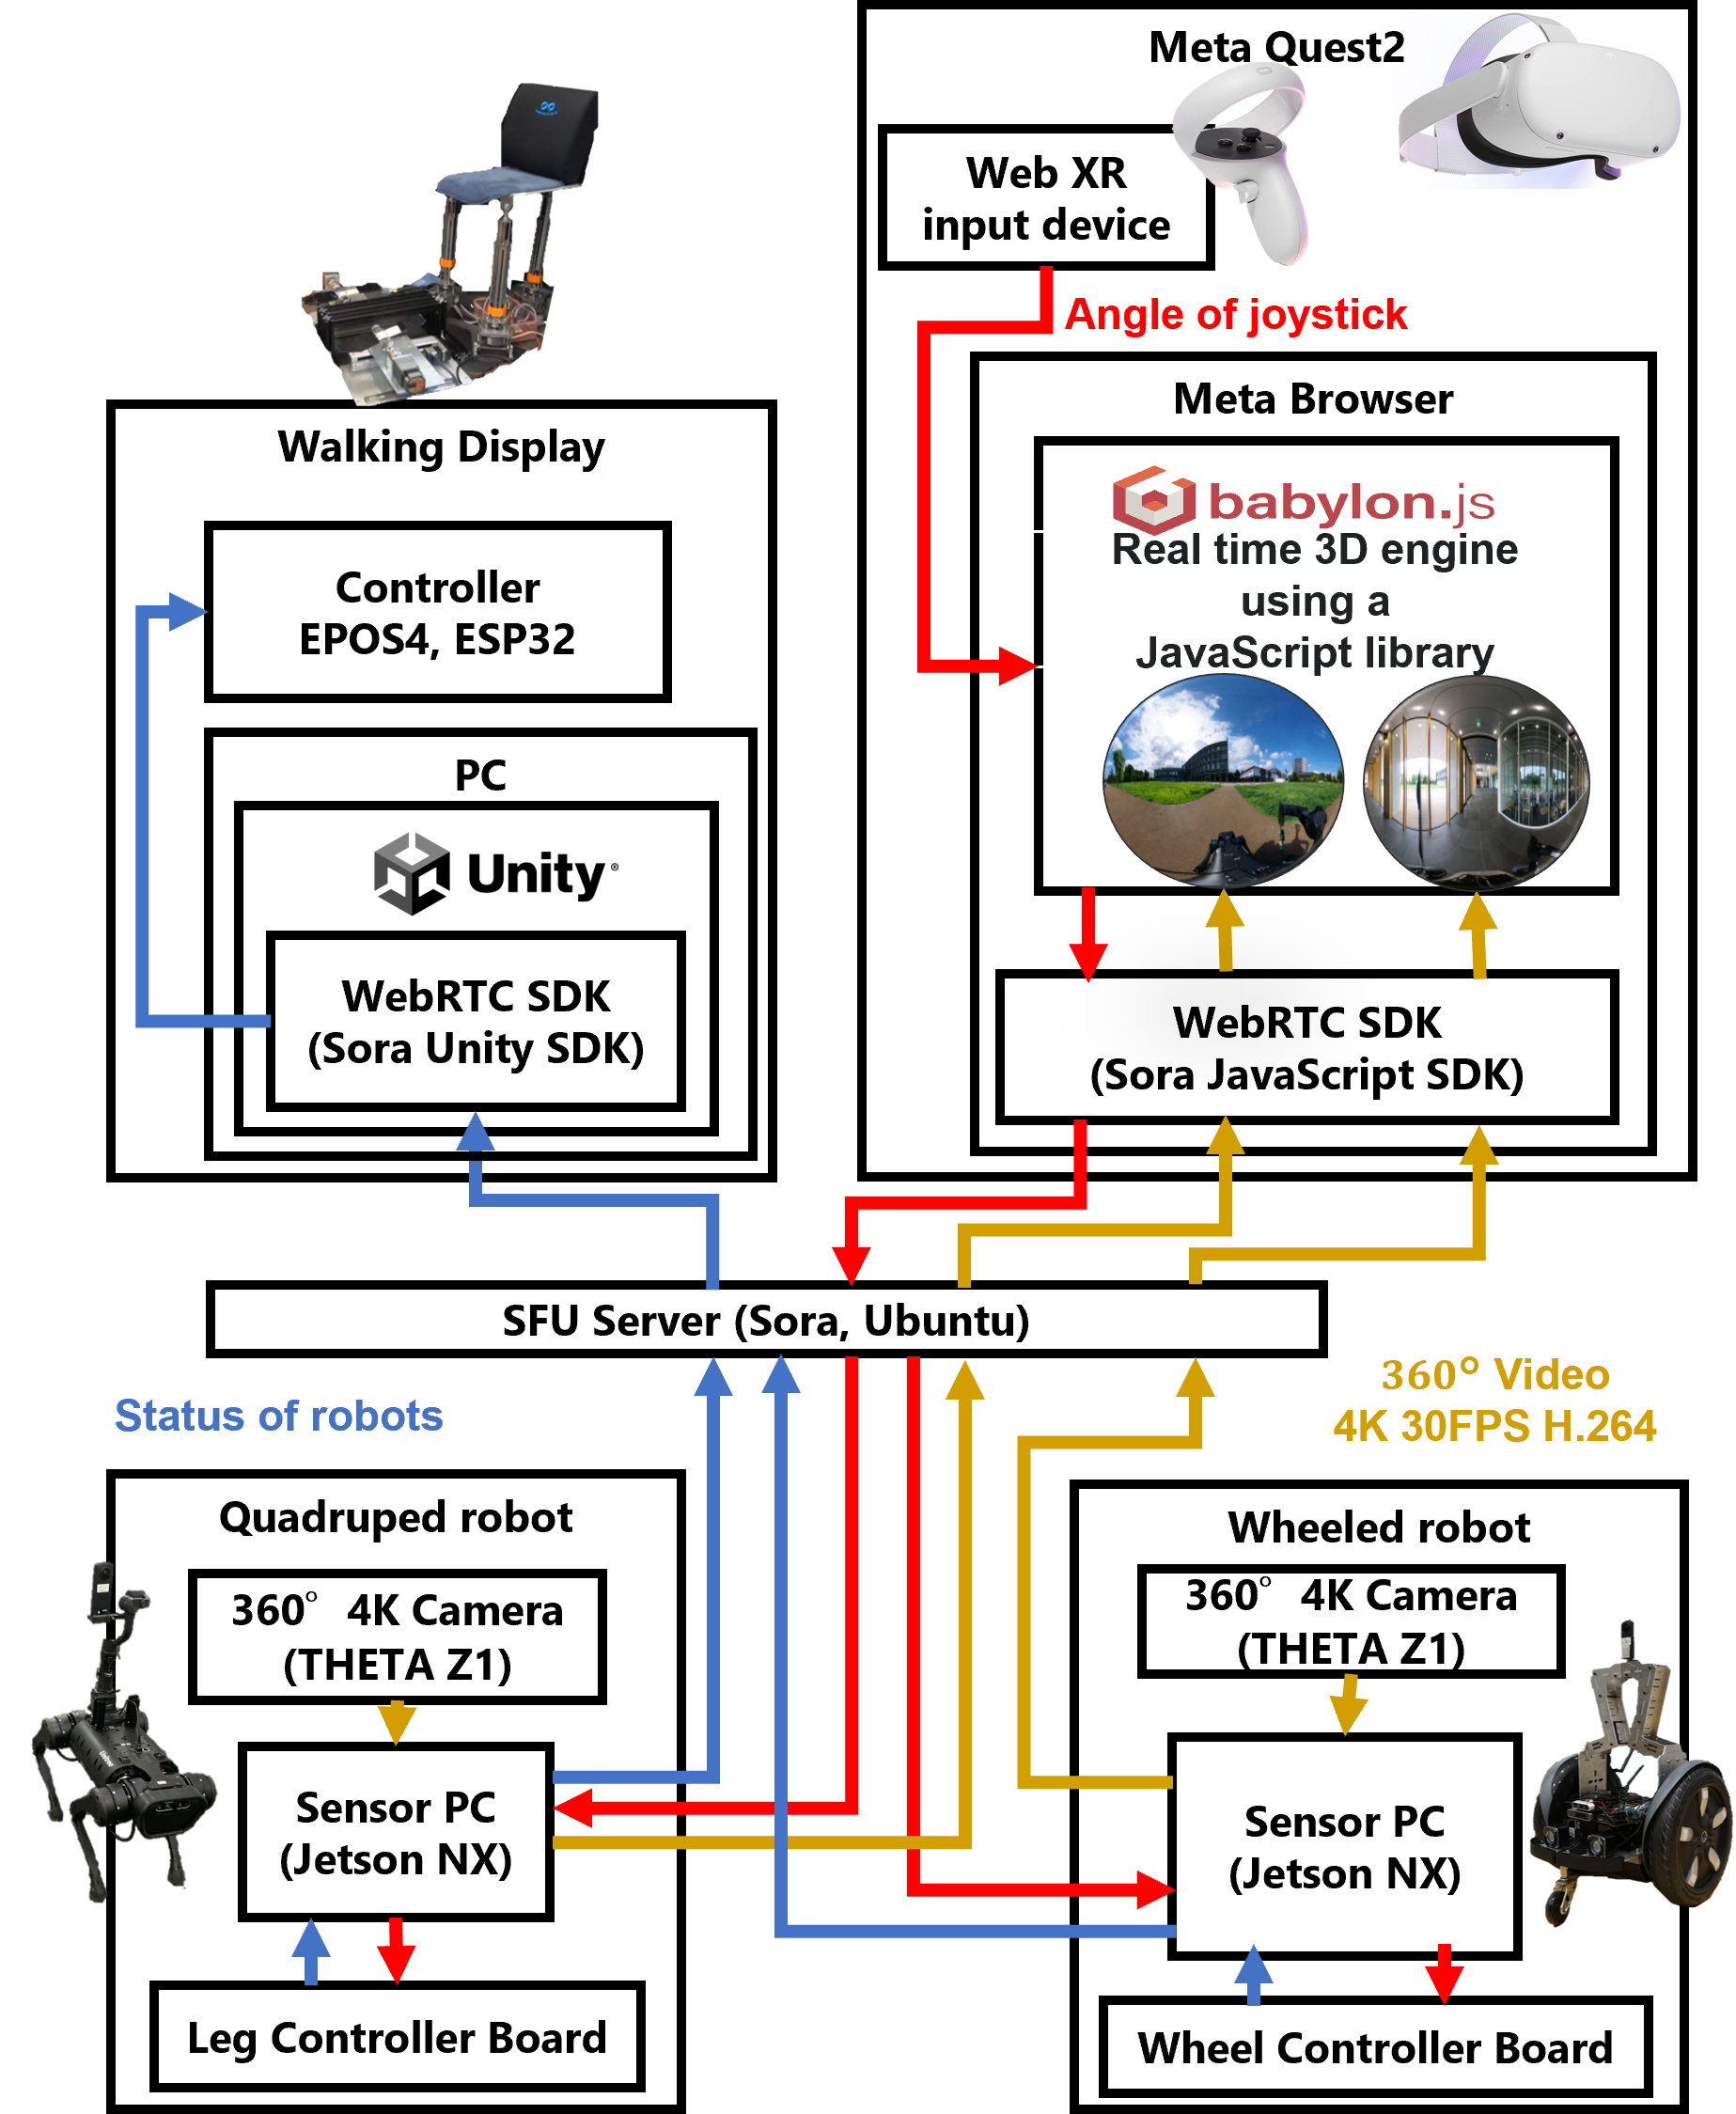 Meta Quest2
Web XR
input device
Angle of joystick
Meta Browser
babylon.js
Real time 3D engine
using a
JavaScript library
WebRTC SDK
(Sora JavaScript SDK)
Walking Display
Controller
EPOS4, ESP32
PC
Unity®
WebRTC SDK
(Sora Unity SDK)
SFU Server (Sora, Ubuntu)
Status of robots
360° Video
4K 30FPS H.264
Quadruped robot
360° 4K Camera
(THETA Z1)
Sensor PC
(Jetson NX)
Leg Controller Board
Wheeled robot
360° 4K Camera
(THETA Z1)
Sensor PC
(Jetson NX)
Wheel Controller Board